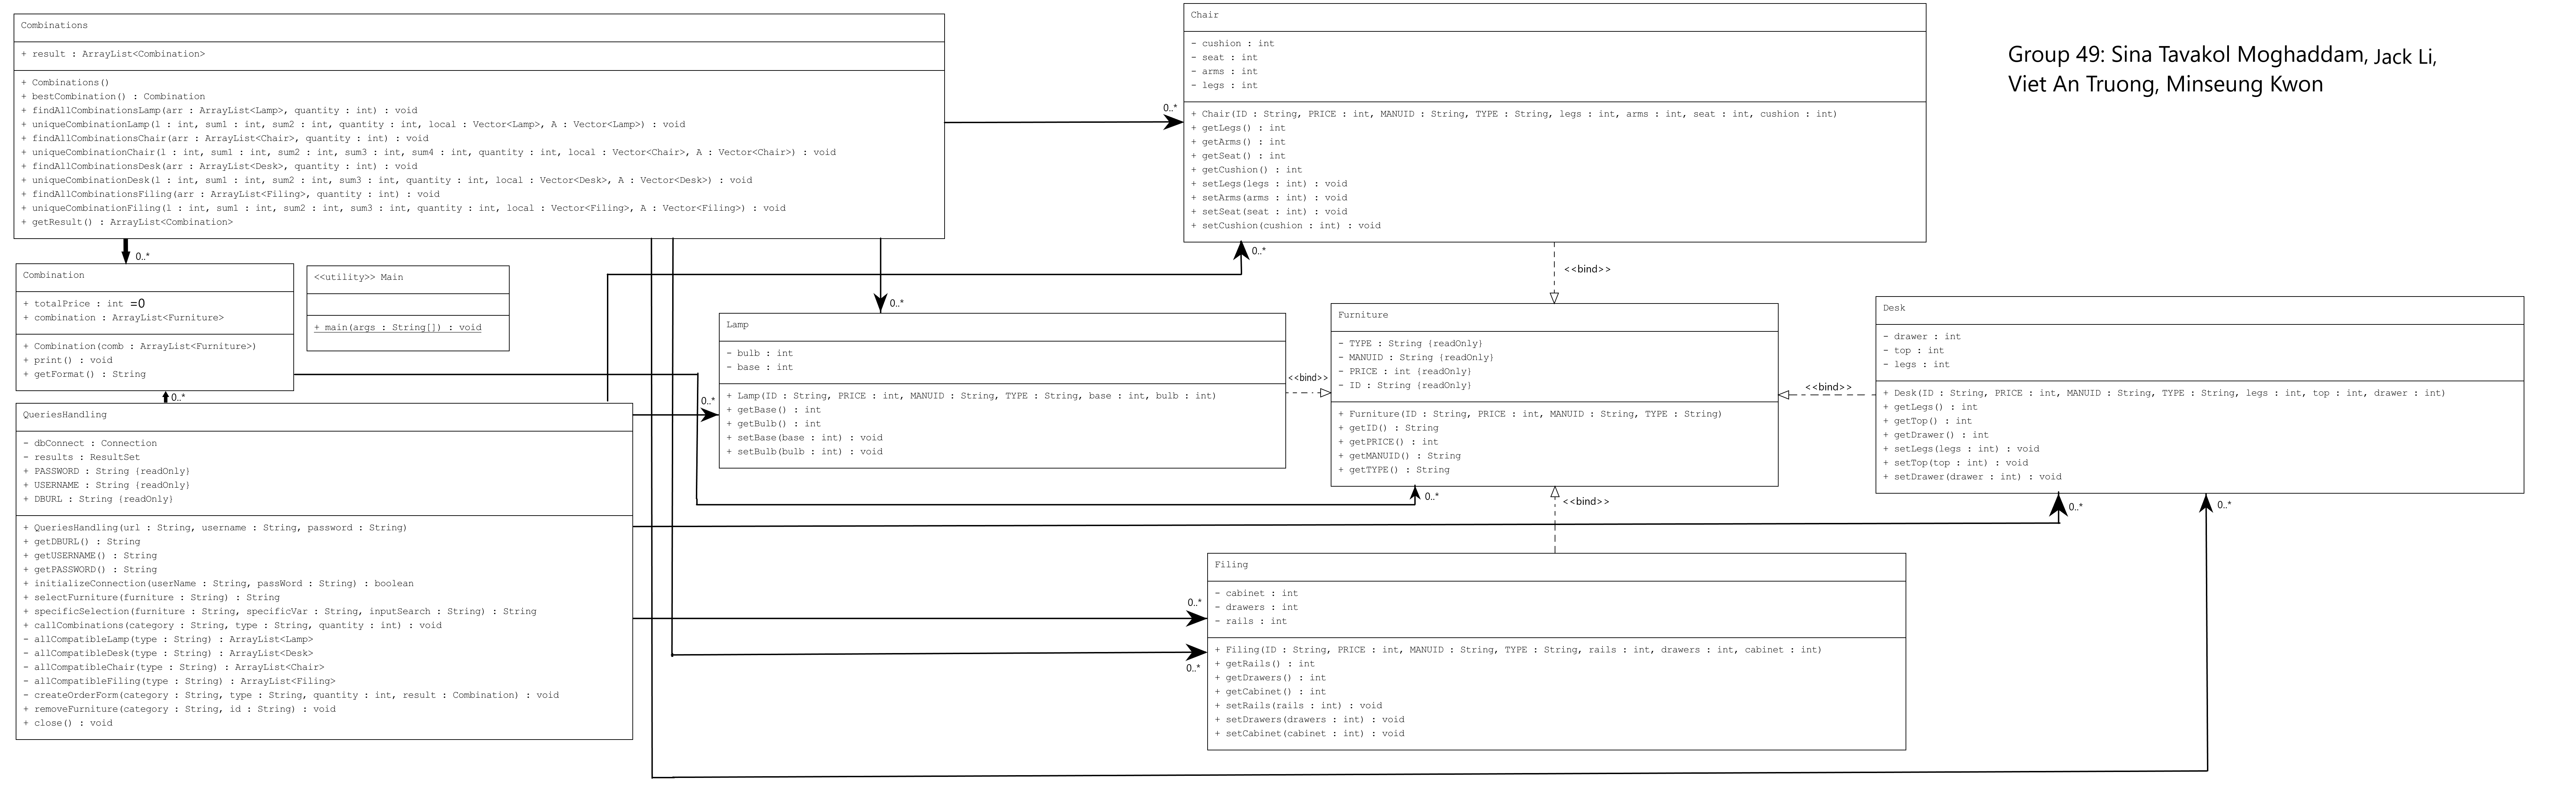 Combinations
+ result : ArrayList<Combination>
+ Combinations()
+ bestCombination() : Combination
+ findAllCombinationsLamp(arr : ArrayList<Lamp>, quantity : int) : void
+ uniqueCombinationLamp(l : int, sum1 : int, sum2 : int, quantity : int, local : Vector<Lamp>, A : Vector<Lamp>) : void
+ findAllCombinationsChair(arr : ArrayList<Chair>, quantity : int) : void
+ uniqueCombinationChair(l : int, sum1 : int, sum2 : int, sum3 : int, sum4 : int, quantity : int, local : Vector<Chair>, A : Vector<Chair>) : void
+ findAllCombinationsDesk(arr : ArrayList<Desk>, quantity : int) : void
+ uniqueCombinationDesk(l : int, sum1 : int, sum2 : int, sum3 : int, quantity : int, local : Vector<Desk>, A : Vector<Desk>) : void
+ findAllCombinationsFiling(arr : ArrayList<Filing>, quantity : int) : void
+ uniqueCombinationFiling(l : int, sum1 : int, sum2 : int, sum3 : int, quantity : int, local : Vector<Filing>, A : Vector<Filing>) : void
+ getResult() : ArrayList<Combination>
0..*
0..*
0..*
Chair
- cushion : int
- seat : int
- arms : int
- legs : int
+ Chair(ID : String, PRICE : int, MANUID : String, TYPE : String, legs : int, arms : int, seat : int, cushion : int)
+ getLegs() : int
+ getArms() : int
+ getSeat() : int
+ getCushion() : int
+ setLegs(legs : int) : void
+ setArms(arms : int) : void
+ setSeat(seat : int) : void
+ setCushion(cushion : int) : void
0..*
<<bind>>
Group 49: Sina Tavakol Moghaddam, Jack Li,
Viet An Truong, Minseung Kwon
Combination
+ totalPrice : int =0
+ combination : ArrayList<Furniture>
+ Combination(comb : ArrayList<Furniture>)
+ print() : void
+ getFormat() : String
0..*
<<utility>> Main
+ main(args : String[]) : void
Lamp
- bulb : int
- base : int
+ Lamp(ID : String, PRICE : int, MANUID : String, TYPE : String, base : int, bulb : int)
+ getBase() : int
+ getBulb() : int
+ setBase(base : int) : void
+ setBulb(bulb : int) : void
0..*
<<bind>>
Furniture
- TYPE : String {readOnly}
- MANUID : String {readOnly}
- PRICE : int {readOnly}
- ID : String {readOnly}
+ Furniture(ID : String, PRICE : int, MANUID : String, TYPE : String)
+ getID() : String
+ getPRICE() : int
+ getMANUID() : String
+ getTYPE() : String
0..*
<<bind>>
<<bind>>
Desk
- drawer : int
- top : int
- legs : int
+ Desk(ID : String, PRICE : int, MANUID : String, TYPE : String, legs : int, top : int, drawer : int)
+ getLegs() : int
+ getTop() : int
+ getDrawer() : int
+ setLegs(legs : int) : void
+ setTop(top : int) : void
+ setDrawer(drawer : int) : void
0..*
0..*
QueriesHandling
- dbConnect : Connection
- results : ResultSet
+ PASSWORD : String {readOnly}
+ USERNAME : String {readOnly}
+ DBURL : String {readOnly}
+ QueriesHandling(url : String, username : String, password : String)
+ getDBURL() : String
+ getUSERNAME() : String
+ getPASSWORD() : String
+ initializeConnection(userName : String, passWord : String) : boolean
+ selectFurniture(furniture : String) : String
+ specificSelection(furniture : String, specificVar : String, inputSearch : String) : String
+ callCombinations(category : String, type : String, quantity : int) : void
- allCompatibleLamp(type : String) : ArrayList<Lamp>
- allCompatibleDesk(type : String) : ArrayList<Desk>
- allCompatibleChair(type : String) : ArrayList<Chair>
- allCompatibleFiling(type : String) : ArrayList<Filing>
- createOrderForm(category : String, type : String, quantity : int, result : Combination) : void
+ removeFurniture(category : String, id : String) : void
+ close() : void
0..*
0..*
Filing
- cabinet : int
- drawers : int
- rails : int
+ Filing(ID : String, PRICE : int, MANUID : String, TYPE : String, rails : int, drawers : int, cabinet : int)
+ getRails() : int
+ getDrawers() : int
+ getCabinet() : int
+ setRails(rails : int) : void
+ setDrawers(drawers : int) : void
+ setCabinet(cabinet : int) : void